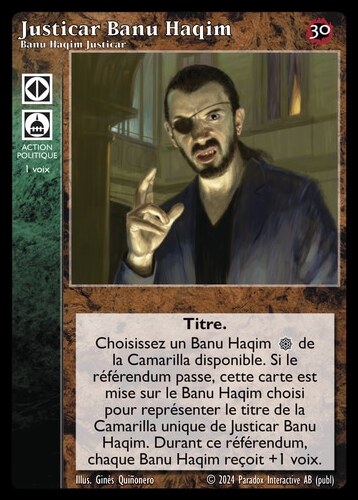 Justicar Banu Haqim
Banu Haqim Justicar
30
ACTION
POLITIQUE
1 voix
Titre.
Choisissez un Banu Haqim de
la Camarilla disponible. Si le
référendum passe, cette carte est
mise sur le Banu Haqim choisi
pour représenter le titre de la
Camarilla unique de Justicar Banu
Haqim. Durant ce référendum,
chaque Banu Haqim reçoit +1 voix.
Illus. Ginés Quiñonero
© 2024 Paradox Interactive AB (publ)